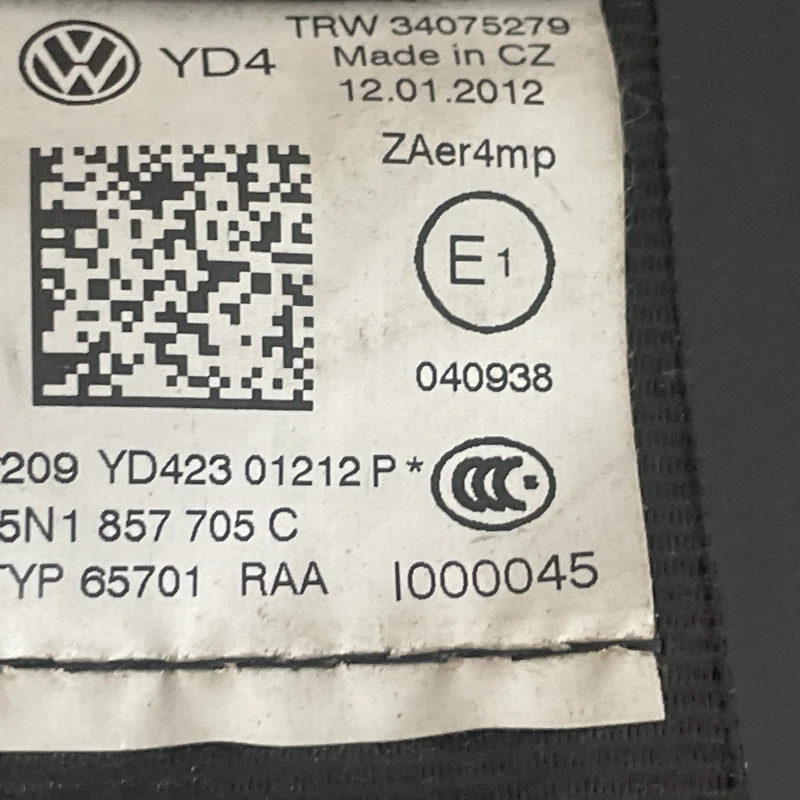 TRW 34075279
YD4
Made in CZ
12.01.2012
ZAer4mp
E1
040938
209 YD423 01212 P *
5N1 857 705 C
TYP 65701 RAA I000045